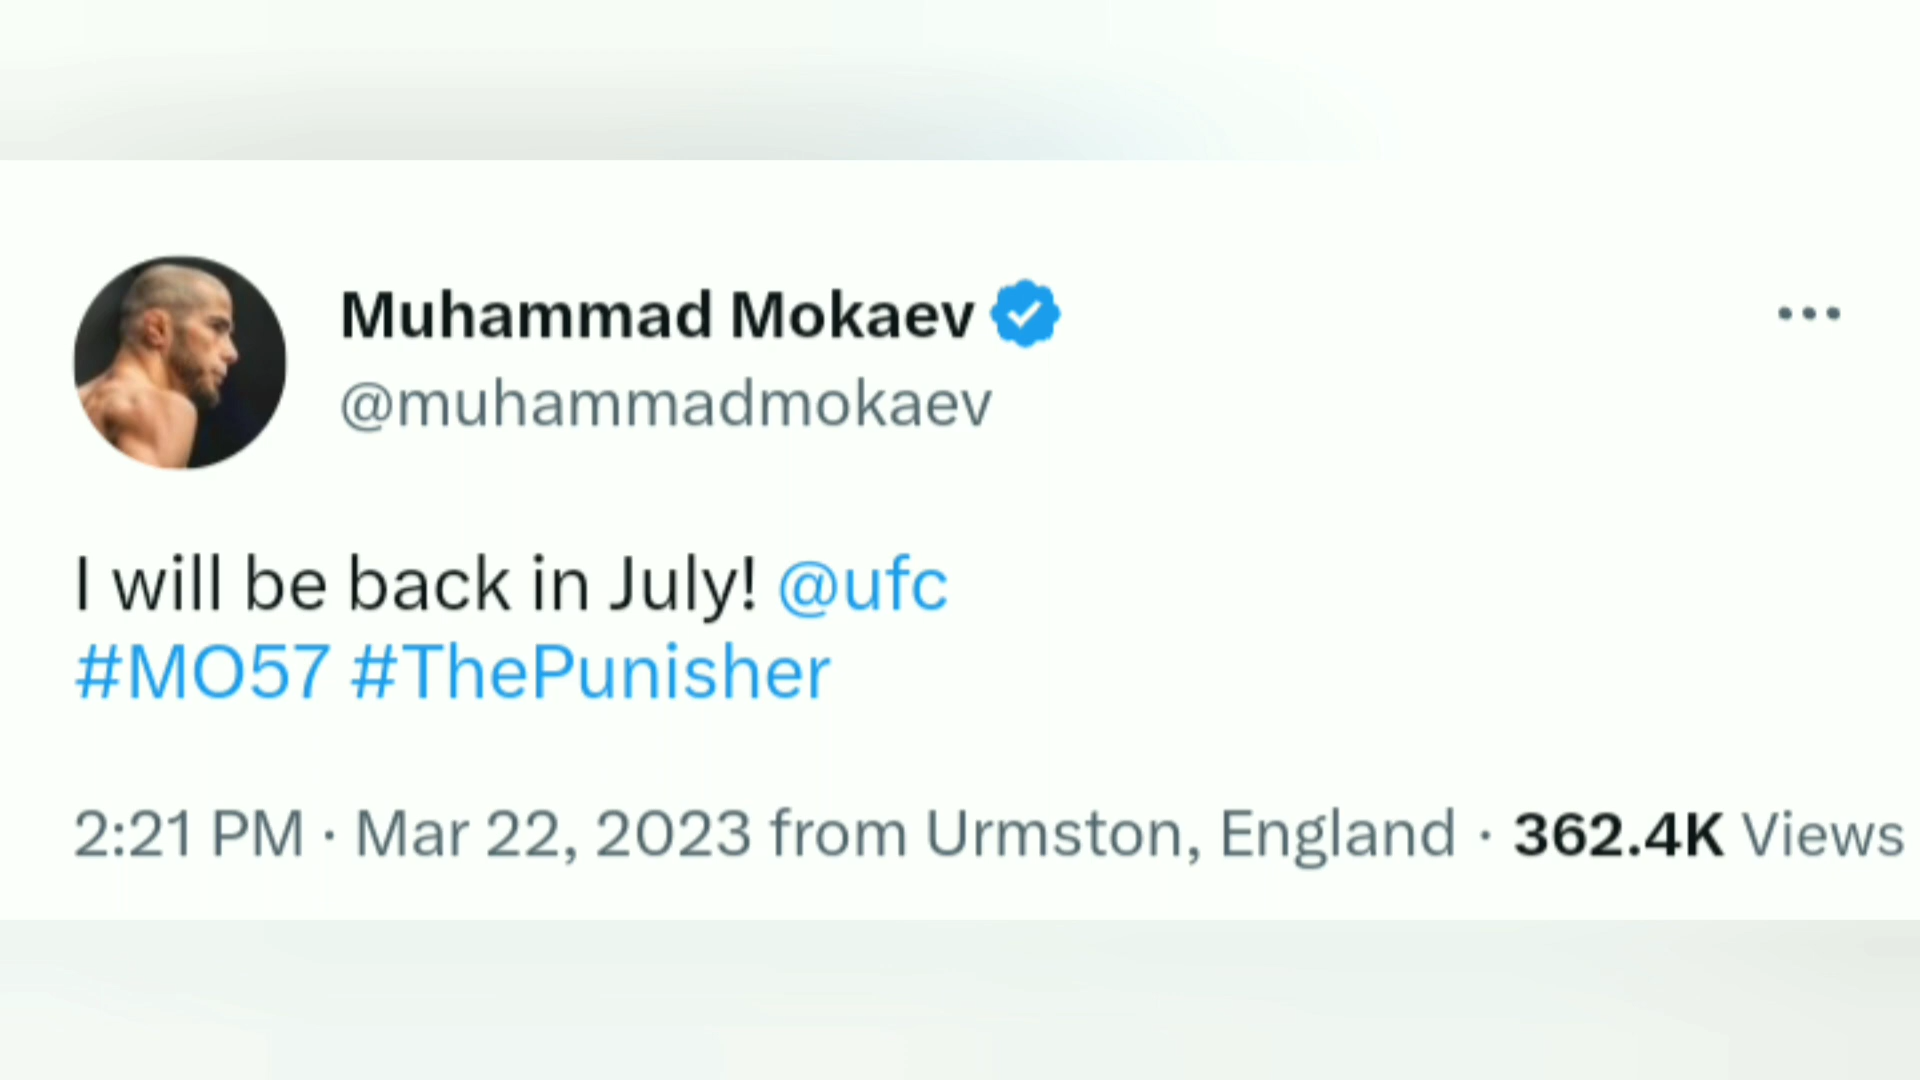 Muhammad Mokaev
@muhammadmokaev
I will be back in July! @ufc
#MO57 #ThePunisher
2:21 PM · Mar 22, 2023 from Urmston, England · 362.4K Views